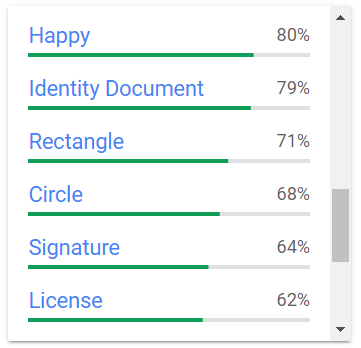 Happy 80%
Identity Document 79%
Rectangle 71%
Circle 68%
Signature 64%
License 62%